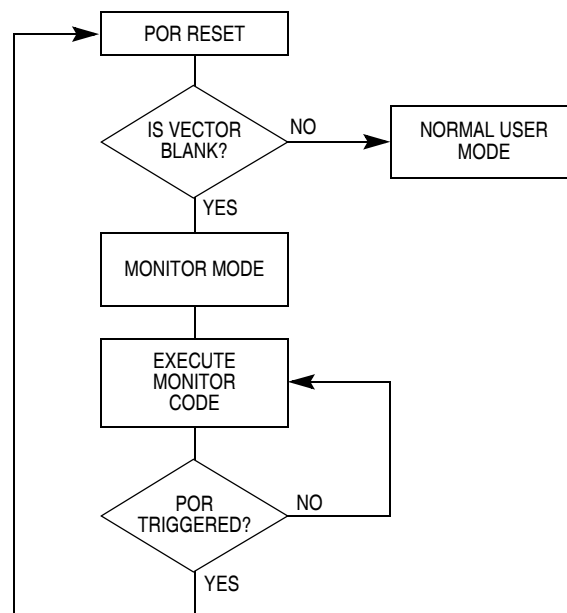 POR RESET
IS VECTOR
BLANK?
NO
NORMAL USER
MODE
YES
MONITOR MODE
EXECUTE
MONITOR
CODE
POR
TRIGGERED?
NO
YES